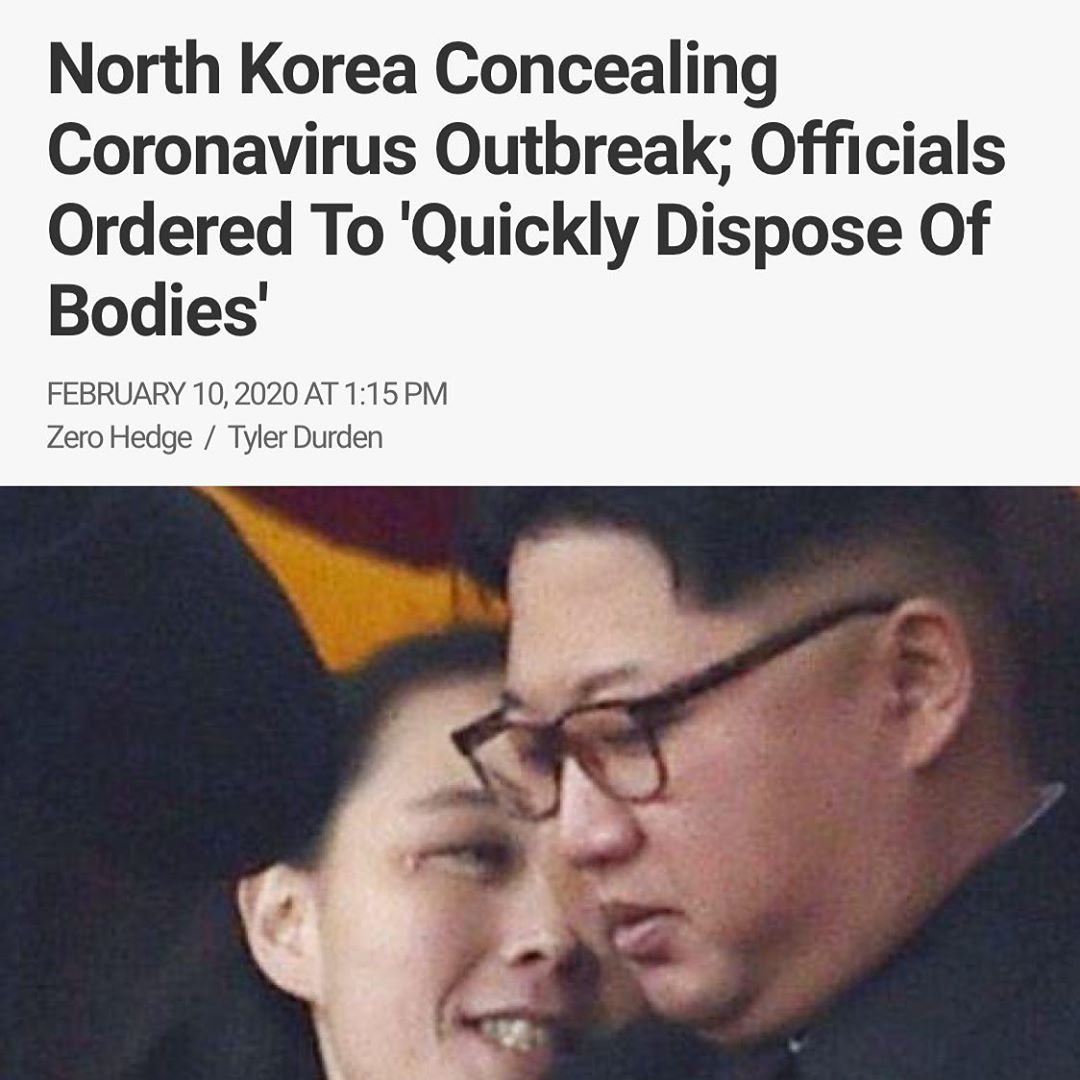 North Korea Concealing
Coronavirus Outbreak; Officials
Ordered To 'Quickly Dispose Of
Bodies'
FEBRUARY 10, 2020 AT 1:15 PM
Zero Hedge / Tyler Durden